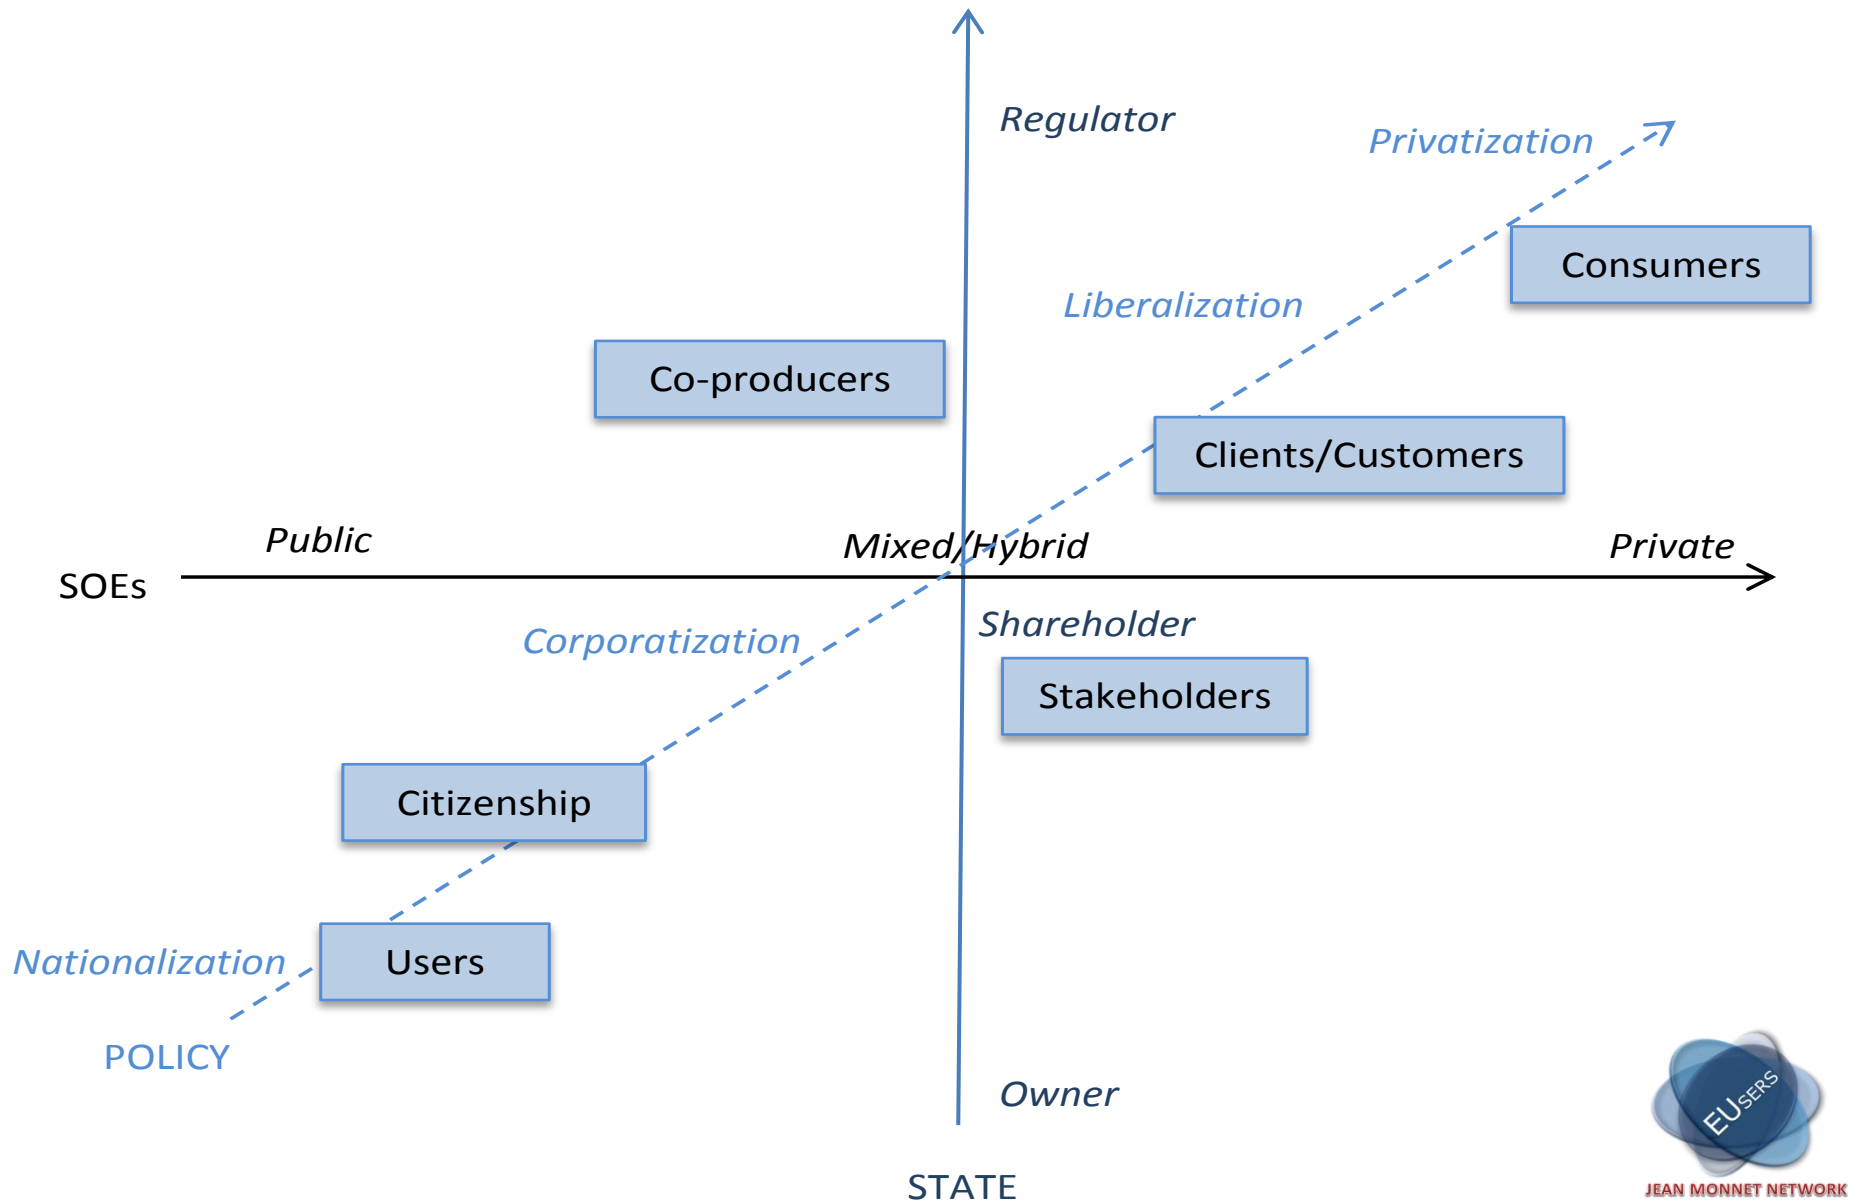 Regulator
Privatization
Consumers
Liberalization
Co-producers
Clients/Customers
Public
Mixed/Hybrid
Private
SOEs
Shareholder
Corporatization
Stakeholders
Citizenship
Nationalization
Users
POLICY
Owner
EUSERS
STATE
JEAN MONNET NETWORK